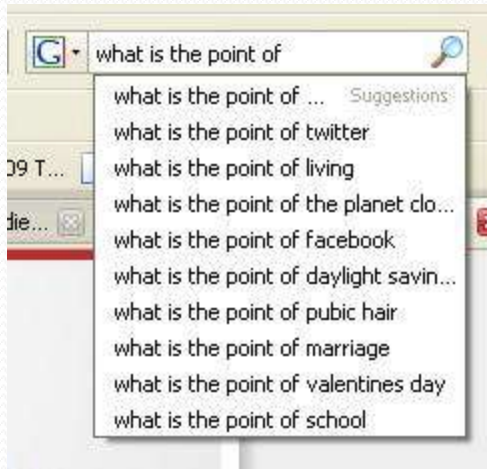 G what is the point of
what is the point of ... Suggestions
what is the point of twitter
09 T... what is the point of living
what is the point of the planet clo...
die... what is the point of facebook
what is the point of daylight savin...
what is the point of pubic hair
what is the point of marriage
what is the point of valentines day
what is the point of school